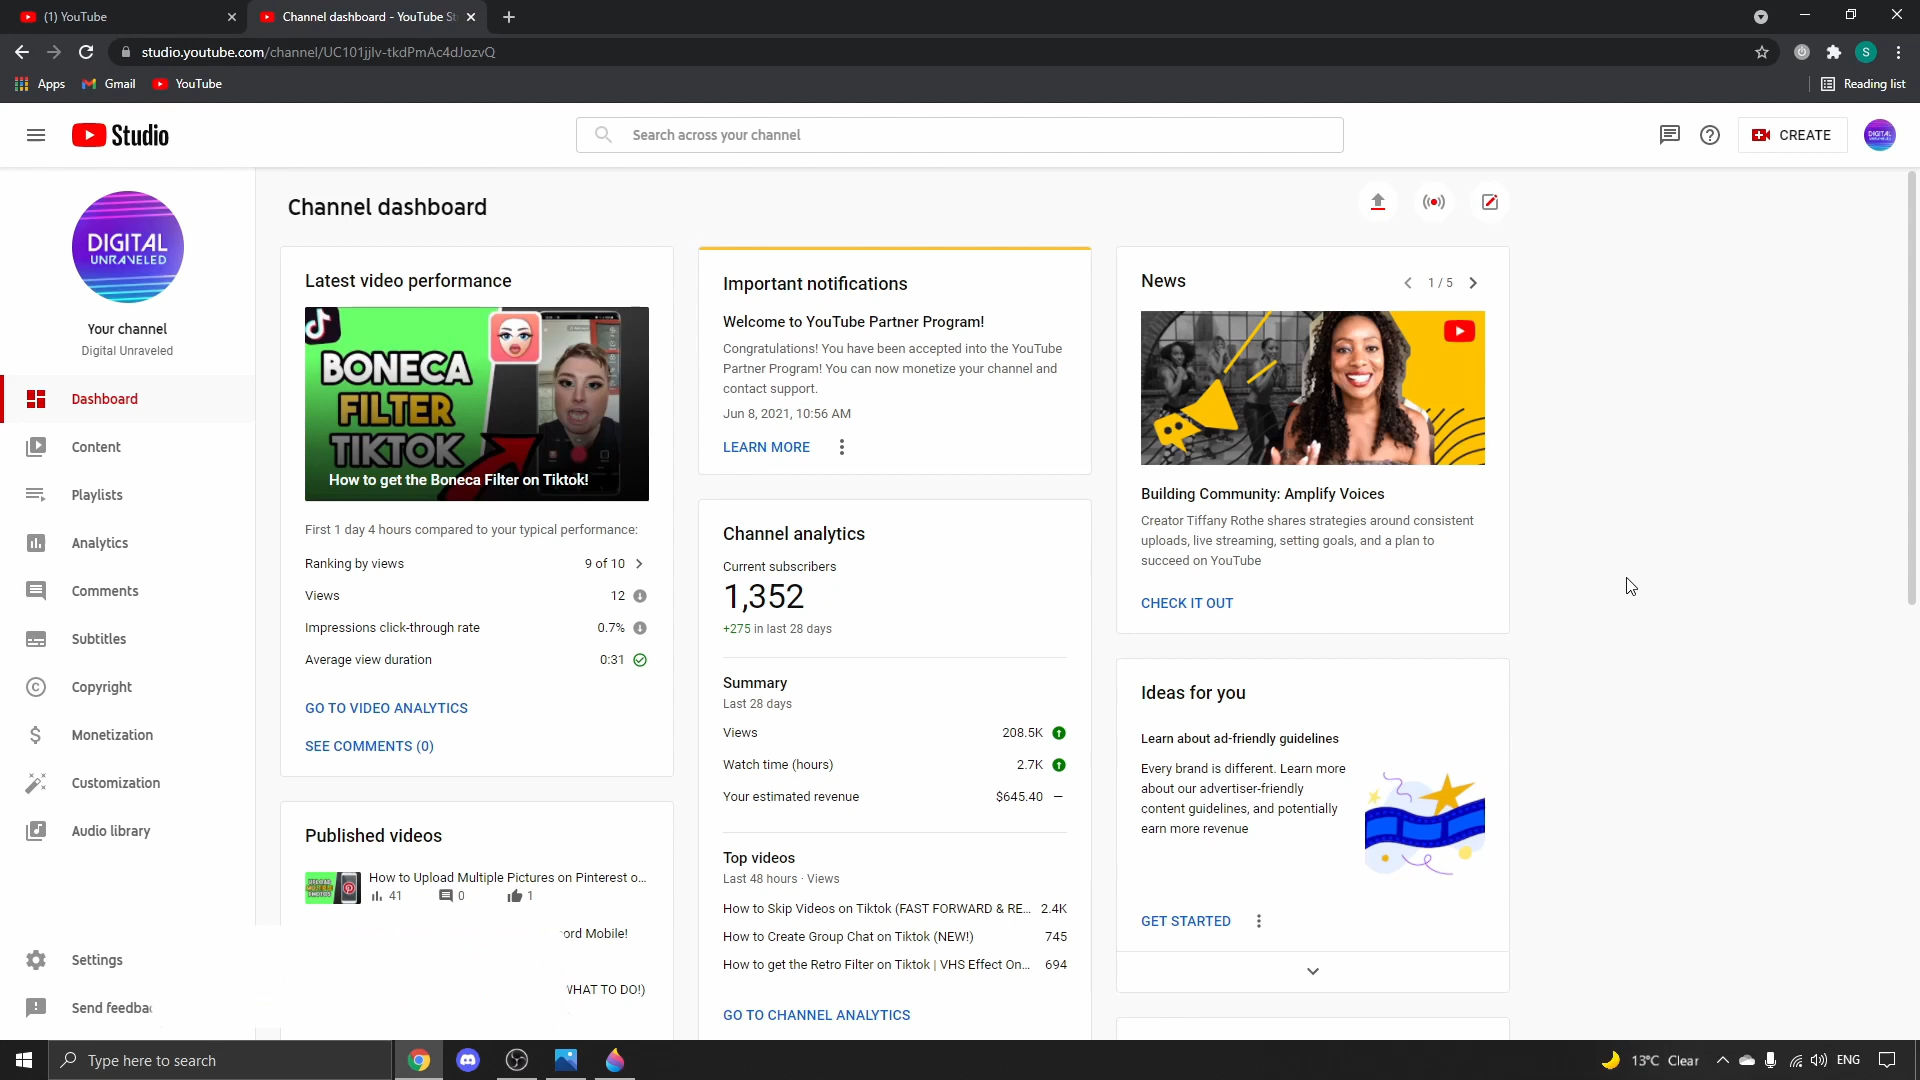 (1) YouTube
Channel dashboard - YouTube St
studio.youtube.com/channel/UC101jjlv-tkdPmAc4dJozvQ
S
Apps
Gmail
YouTube
Reading list
Studio
Search across your channel
CREATE
DIGITAL
Channel dashboard
DIGITAL
UNRAVELED
Your channel
Digital Unraveled
Dashboard
Content
Playlists
Analytics
Comments
Subtitles
Copyright
Monetization
Customization
Audio library
Settings
Send feedbac
Latest video performance
BONECA
FILTER
TIKTOK
How to get the Boneca Filter on Tiktok!
First 1 day 4 hours compared to your typical performance:
Ranking by views 9 of 10
Views 12
Impressions click-through rate 0.7%
Average view duration 0:31
GO TO VIDEO ANALYTICS
SEE COMMENTS (0)
Published videos
How to Upload Multiple Pictures on Pinterest o...
41 0 1
ord Mobile!
WHAT TO DO!)
Important notifications
Welcome to YouTube Partner Program!
Congratulations! You have been accepted into the YouTube
Partner Program! You can now monetize your channel and
contact support.
Jun 8, 2021, 10:56 AM
LEARN MORE
Channel analytics
Current subscribers
1,352
+275 in last 28 days
Summary
Last 28 days
Views 208.5K
Watch time (hours) 2.7K
Your estimated revenue $645.40 —
Top videos
Last 48 hours · Views
How to Skip Videos on Tiktok (FAST FORWARD & RE... 2.4K
How to Create Group Chat on Tiktok (NEW!) 745
How to get the Retro Filter on Tiktok | VHS Effect On... 694
GO TO CHANNEL ANALYTICS
News
1 / 5
Building Community: Amplify Voices
Creator Tiffany Rothe shares strategies around consistent
uploads, live streaming, setting goals, and a plan to
succeed on YouTube
CHECK IT OUT
Ideas for you
Learn about ad-friendly guidelines
Every brand is different. Learn more
about our advertiser-friendly
content guidelines, and potentially
earn more revenue
GET STARTED
Type here to search
13°C Clear
ENG